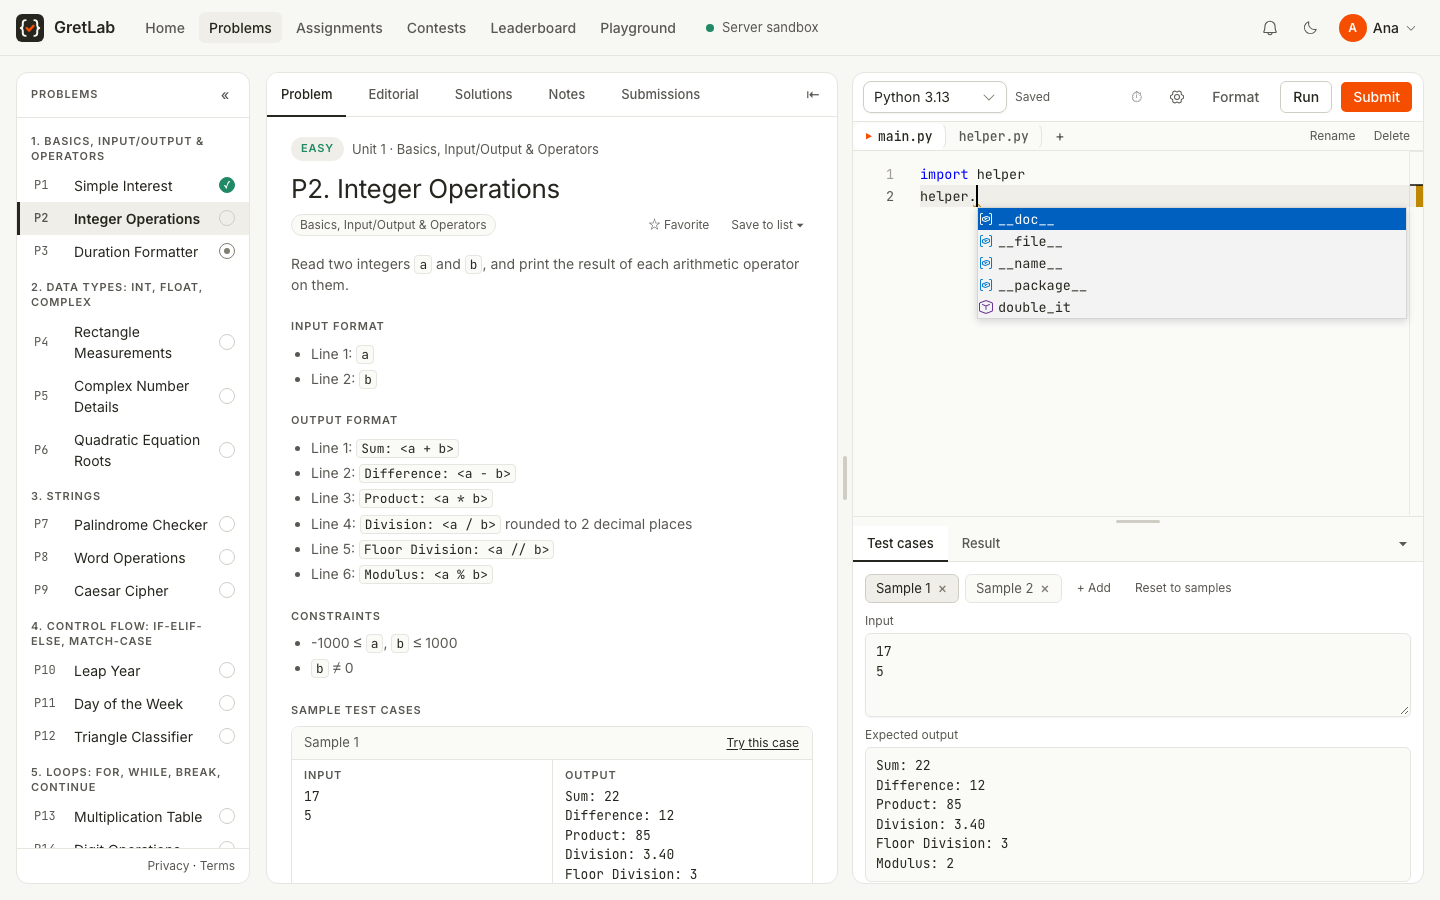 GretLab Home Problems Assignments Contests Leaderboard Playground Server sandbox A Ana
PROBLEMS «
1. BASICS, INPUT/OUTPUT &
OPERATORS
P1 Simple Interest
P2 Integer Operations
P3 Duration Formatter
2. DATA TYPES: INT, FLOAT,
COMPLEX
P4 Rectangle
Measurements
P5 Complex Number
Details
P6 Quadratic Equation
Roots
3. STRINGS
P7 Palindrome Checker
P8 Word Operations
P9 Caesar Cipher
4. CONTROL FLOW: IF-ELIF-
ELSE, MATCH-CASE
P10 Leap Year
P11 Day of the Week
P12 Triangle Classifier
5. LOOPS: FOR, WHILE, BREAK,
CONTINUE
P13 Multiplication Table
P14 Digit Operations
Privacy · Terms
Problem Editorial Solutions Notes Submissions
EASY Unit 1 · Basics, Input/Output & Operators
P2. Integer Operations
Basics, Input/Output & Operators ☆ Favorite Save to list ▾
Read two integers a and b, and print the result of each arithmetic operator
on them.
INPUT FORMAT
• Line 1: a
• Line 2: b
OUTPUT FORMAT
• Line 1: Sum: <a + b>
• Line 2: Difference: <a - b>
• Line 3: Product: <a * b>
• Line 4: Division: <a / b> rounded to 2 decimal places
• Line 5: Floor Division: <a // b>
• Line 6: Modulus: <a % b>
CONSTRAINTS
• -1000 ≤ a, b ≤ 1000
• b ≠ 0
SAMPLE TEST CASES
Sample 1 Try this case
INPUT
17
5
OUTPUT
Sum: 22
Difference: 12
Product: 85
Division: 3.40
Floor Division: 3
Python 3.13 Saved Format Run Submit
main.py helper.py + Rename Delete
1 import helper
2 helper.
__doc__
__file__
__name__
__package__
double_it
Test cases Result
Sample 1 × Sample 2 × + Add Reset to samples
Input
17
5
Expected output
Sum: 22
Difference: 12
Product: 85
Division: 3.40
Floor Division: 3
Modulus: 2